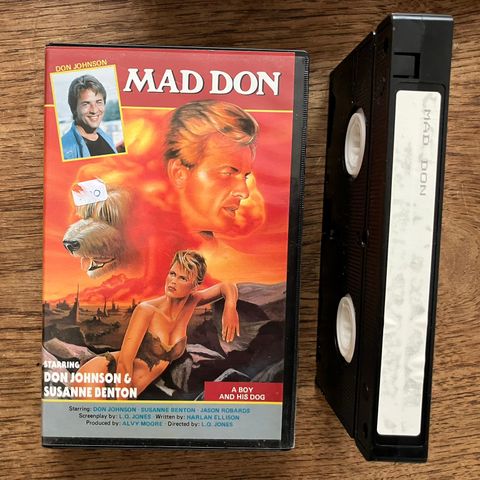 DON JOHNSON
MAD DON
STARRING
DON JOHNSON &
SUSANNE BENTON
A BOY
AND HIS DOG
Starring: DON JOHNSON · SUSANNE BENTON · JASON ROBARDS
Screenplay by: L.Q. JONES · Written by: HARLAN ELLISON
Produced by: ALVY MOORE · Directed by: L.Q. JONES
MAD DON